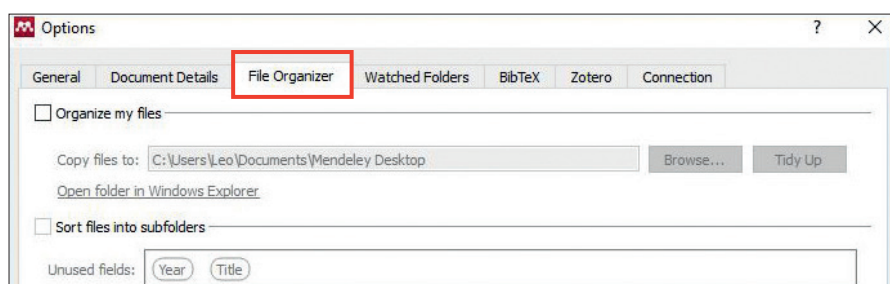 Options ?
General Document Details File Organizer Watched Folders BibTeX Zotero Connection
Organize my files
Copy files to: C:\Users\Leo\Documents\Mendeley Desktop Browse... Tidy Up
Open folder in Windows Explorer
Sort files into subfolders
Unused fields: Year Title